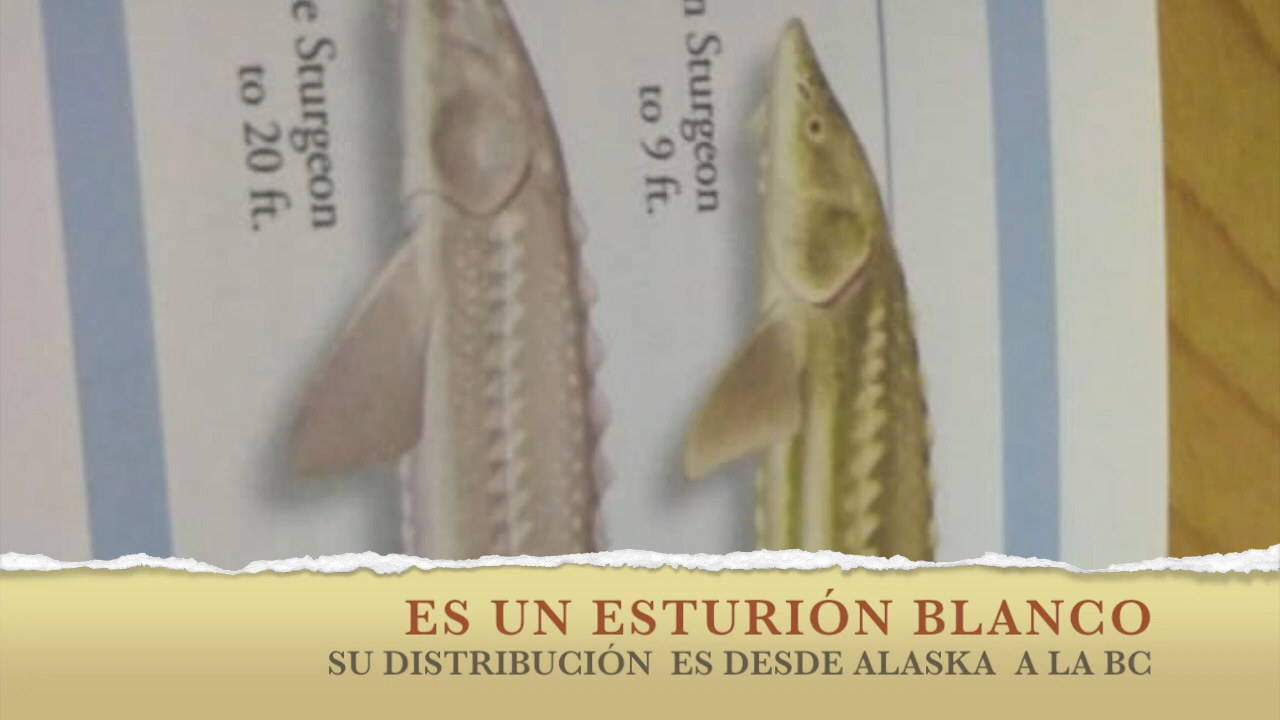 e Sturgeon
to 20 ft.
n Sturgeon
to 9 ft.
ES UN ESTURIÓN BLANCO
SU DISTRIBUCIÓN ES DESDE ALASKA A LA BC